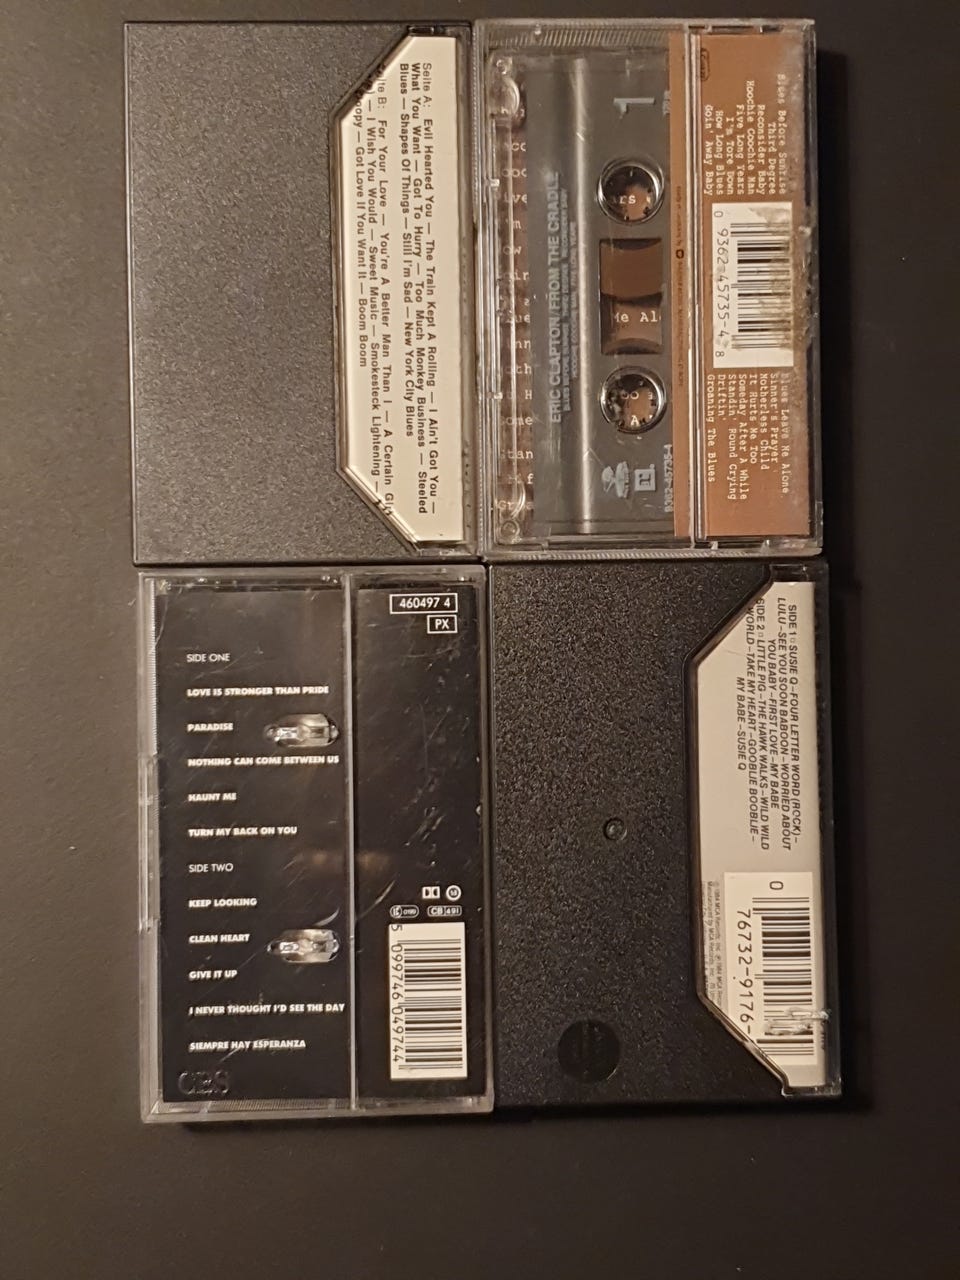 Seite A: Evil Hearted You — The Train Kept A Rolling — I Ain't Got You —
What You Want — Got To Hurry — Too Much Monkey Business — Steeled
Blues — Shapes Of Things — Still I'm Sad — New York City Blues
For Your Love — You're A Better Man Than I — A Certain Girl
I Wish You Would — Sweet Music — Smokesteck Lightening —
Got Love If You Want It — Boom Boom
Blues Before Sunrise
Third Degree
Reconsider Baby
Hoochie Coochie Man
Five Long Years
I'm Tore Down
How Long Blues
Goin' Away Baby
0 9362-45735-4 8
Blues Leave Me Alone
Sinner's Prayer
Motherless Child
It Hurts Me Too
Someday After A While
Standin' Round Crying
Driftin'
Groaning The Blues
1
ERIC CLAPTON/FROM THE CRADLE
460497 4
PX
SIDE ONE
LOVE IS STRONGER THAN PRIDE
PARADISE
NOTHING CAN COME BETWEEN US
HAUNT ME
TURN MY BACK ON YOU
SIDE TWO
KEEP LOOKING
CLEAN HEART
GIVE IT UP
I NEVER THOUGHT I'D SEE THE DAY
SIEMPRE HAY ESPERANZA
CBS
CB 491
5 099746 049744
SIDE 1 SUSIE Q–FOUR LETTER WORD (ROCK)–
LULU–SEE YOU SOON BABOON–WORRIED ABOUT
YOU BABY–FIRST LOVE–MY BABE
SIDE 2 LITTLE PIG–THE HAWK WALKS–WILD WILD
WORLD–TAKE MY HEART–GOOBLIE BOOBLIE–
MY BABE–SUSIE Q
0 76732-9176-